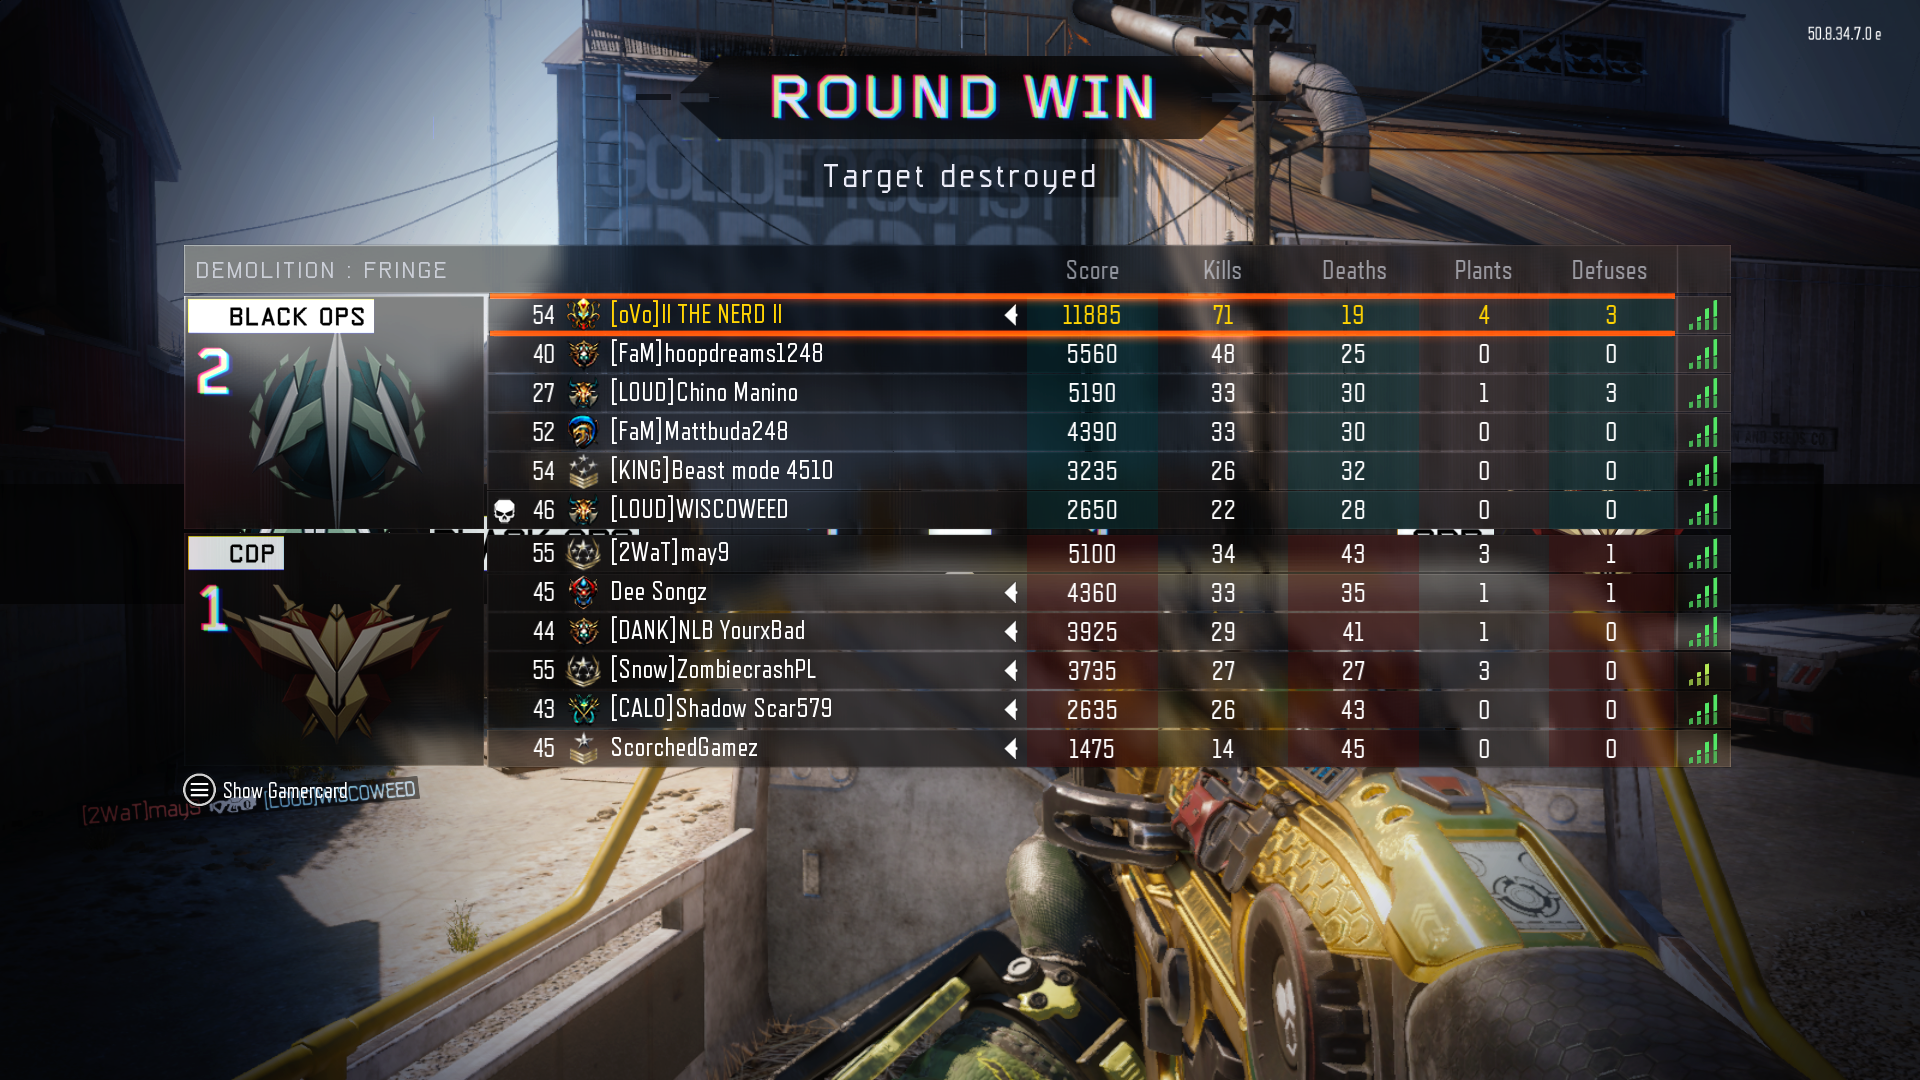 50.8.34.7.0 e
ROUND WIN
Target destroyed
GOLDEN COAST
DEMOLITION : FRINGE Score Kills Deaths Plants Defuses
BLACK OPS
2
54 [oVo]II THE NERD II 11885 71 19 4 3
40 [FaM]hoopdreams1248 5560 48 25 0 0
27 [LOUD]Chino Manino 5190 33 30 1 3
52 [FaM]Mattbuda248 4390 33 30 0 0
54 [KING]Beast mode 4510 3235 26 32 0 0
46 [LOUD]WISCOWEED 2650 22 28 0 0
CDP
1
55 [2WaT]may9 5100 34 43 3 1
45 Dee Songz 4360 33 35 1 1
44 [DANK]NLB YourxBad 3925 29 41 1 0
55 [Snow]ZombiecrashPL 3735 27 27 3 0
43 [CALO]Shadow Scar579 2635 26 43 0 0
45 ScorchedGamez 1475 14 45 0 0
Show Gamercard
[2WaT]may9 [LOUD]WISCOWEED